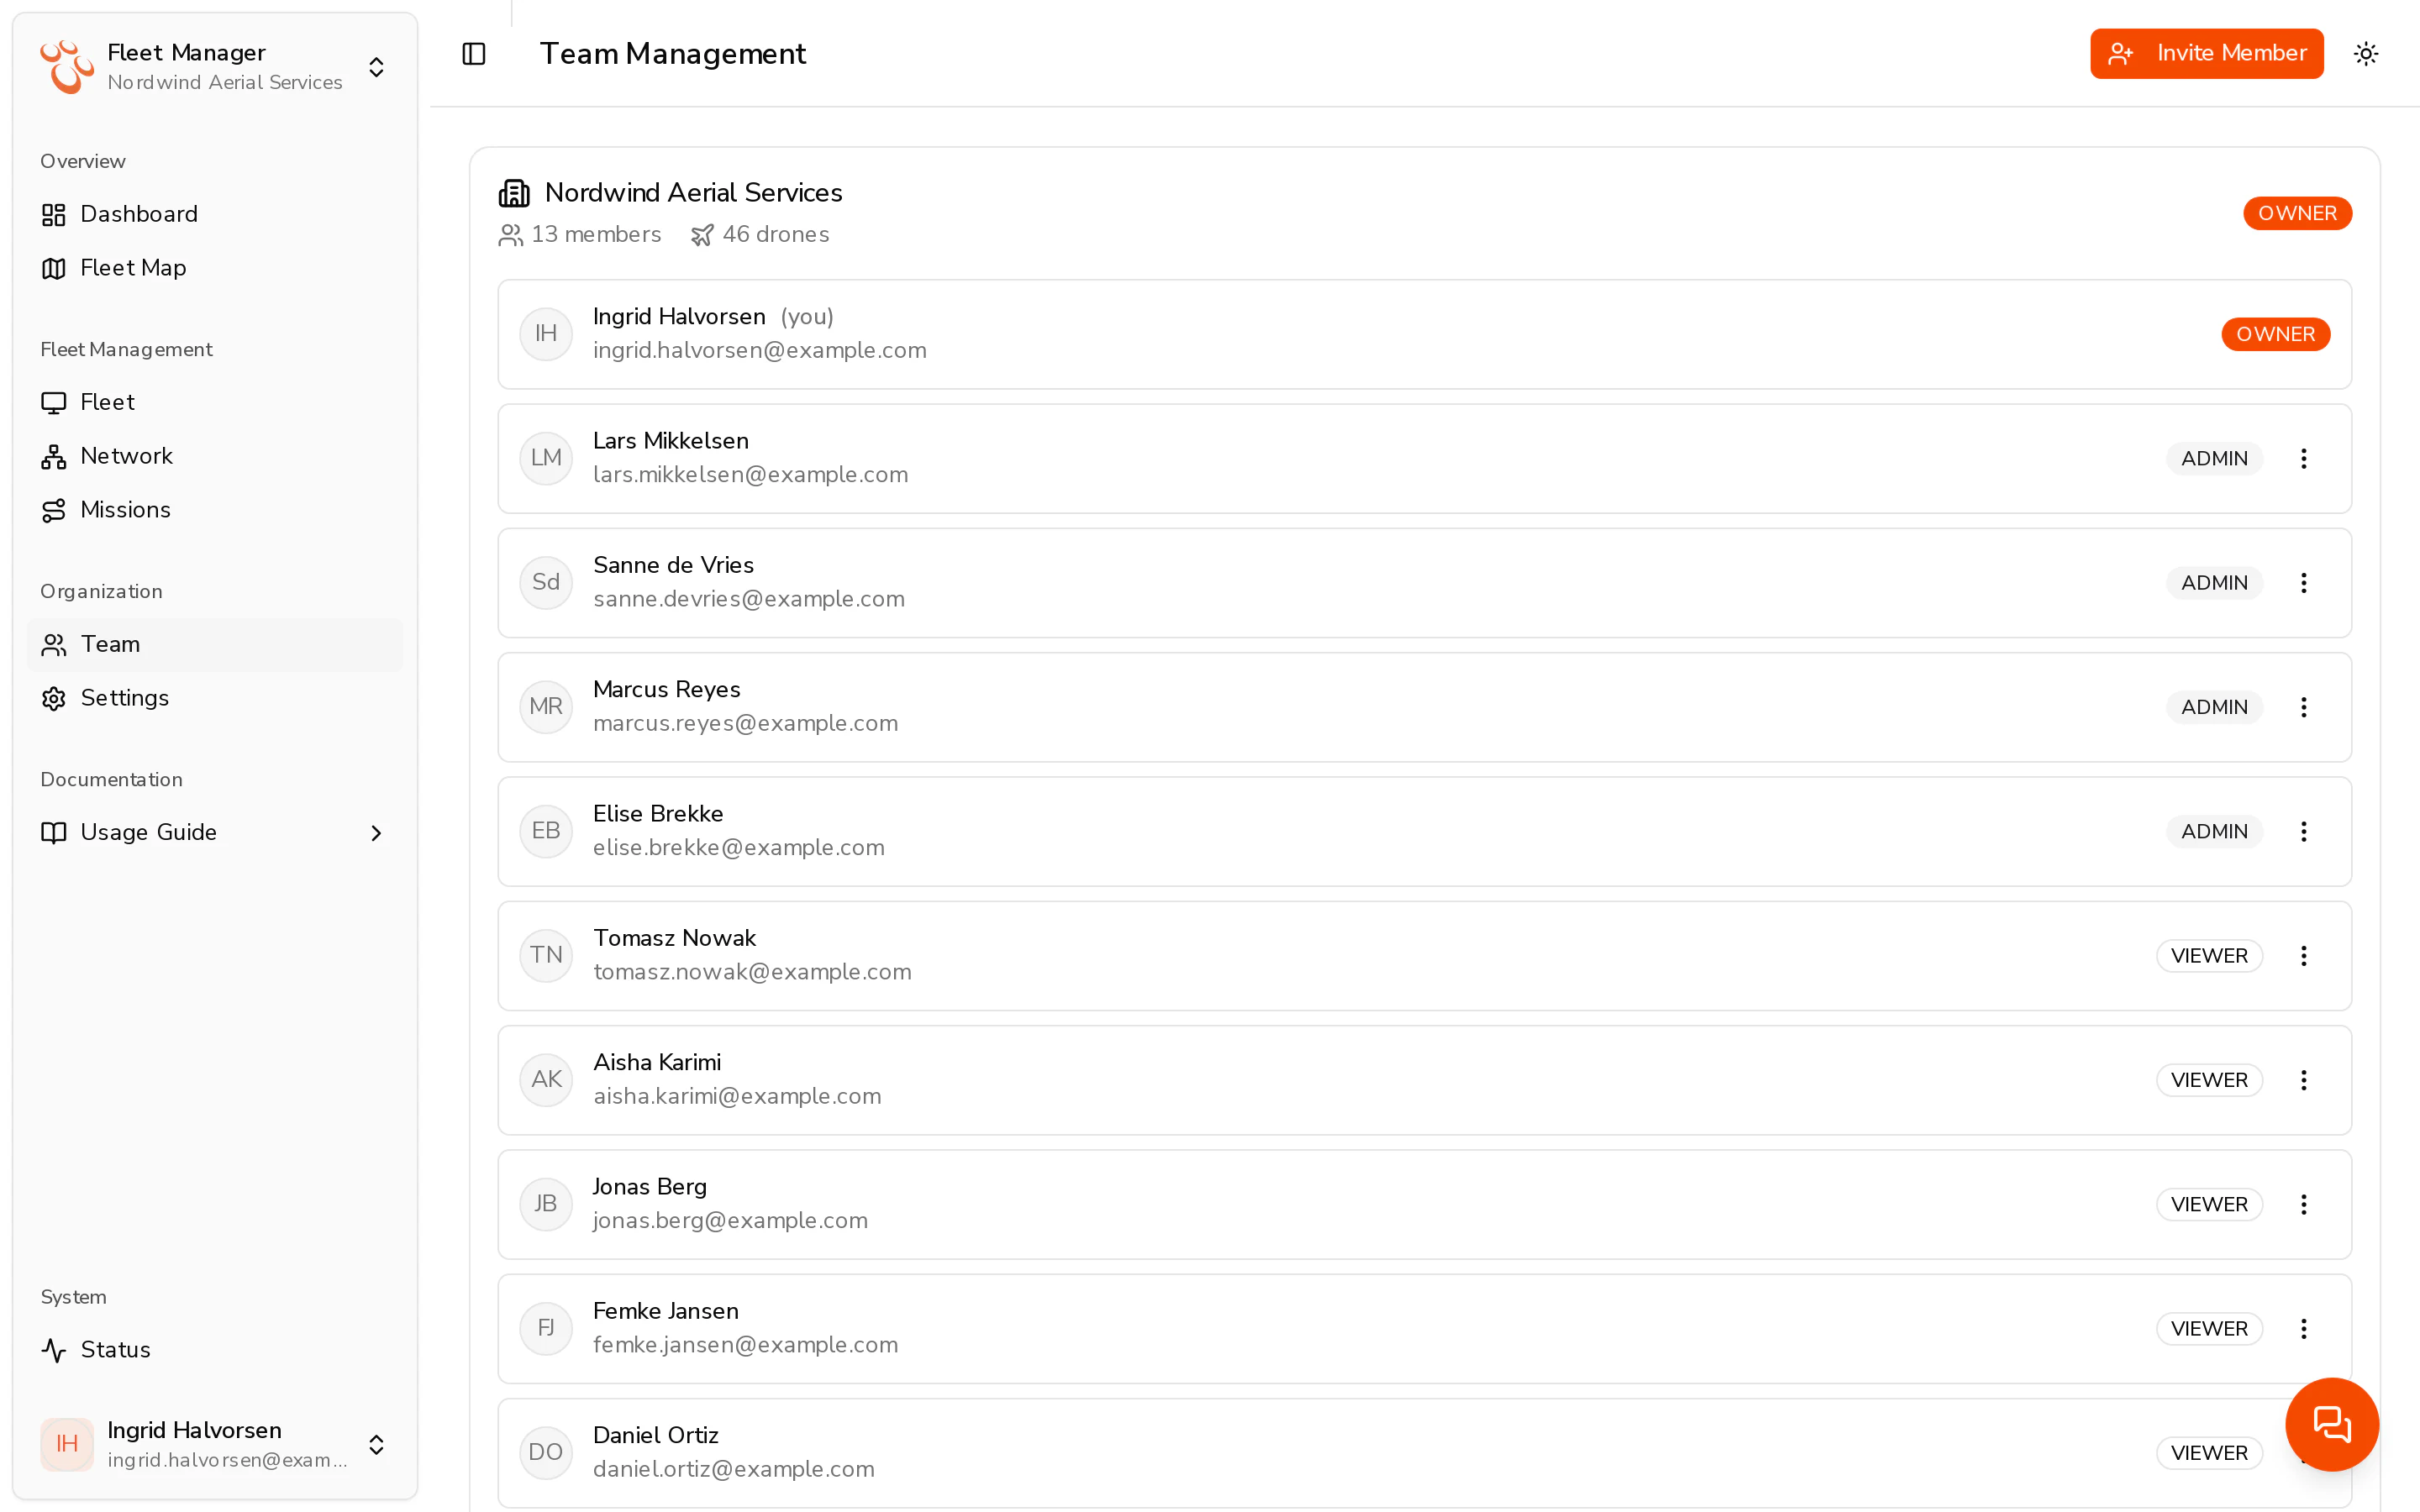 Fleet Manager
Nordwind Aerial Services
Overview
Dashboard
Fleet Map
Fleet Management
Fleet
Network
Missions
Organization
Team
Settings
Documentation
Usage Guide
System
Status
IH
Ingrid Halvorsen
ingrid.halvorsen@exam...
Team Management
Invite Member
Nordwind Aerial Services
13 members 46 drones
OWNER
IH
Ingrid Halvorsen (you)
ingrid.halvorsen@example.com
OWNER
LM
Lars Mikkelsen
lars.mikkelsen@example.com
ADMIN
Sd
Sanne de Vries
sanne.devries@example.com
ADMIN
MR
Marcus Reyes
marcus.reyes@example.com
ADMIN
EB
Elise Brekke
elise.brekke@example.com
ADMIN
TN
Tomasz Nowak
tomasz.nowak@example.com
VIEWER
AK
Aisha Karimi
aisha.karimi@example.com
VIEWER
JB
Jonas Berg
jonas.berg@example.com
VIEWER
FJ
Femke Jansen
femke.jansen@example.com
VIEWER
DO
Daniel Ortiz
daniel.ortiz@example.com
VIEWER